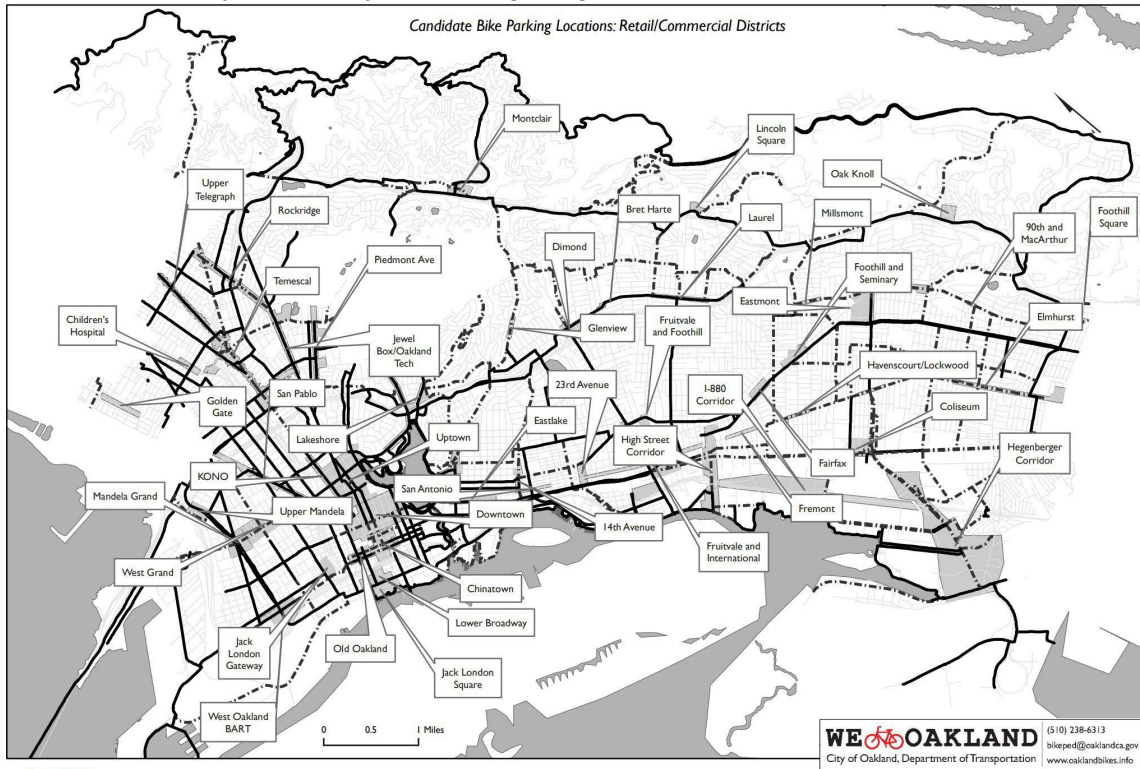 Candidate Bike Parking Locations: Retail/Commercial Districts
Montclair
Lincoln
Square
Oak Knoll
Upper
Telegraph
Rockridge
Bret Harte
Laurel
Millsmont
90th and
MacArthur
Foothill
Square
Dimond
Piedmont Ave
Temescal
Foothill and
Seminary
Eastmont
Children's
Hospital
Jewel
Box/Oakland
Tech
Glenview
Fruitvale
and Foothill
Elmhurst
Golden
Gate
San Pablo
23rd Avenue
I-880
Corridor
Havenscourt/Lockwood
Lakeshore
Uptown
Eastlake
High Street
Corridor
Coliseum
Hegenberger
Corridor
KONO
Fairfax
Mandela Grand
San Antonio
Upper Mandela
Downtown
14th Avenue
Fremont
Fruitvale and
International
West Grand
Chinatown
Lower Broadway
Jack
London
Gateway
Old Oakland
Jack London
Square
West Oakland
BART
0 0.5 1 Miles
WE OAKLAND
City of Oakland, Department of Transportation
(510) 238-6313
bikeped@oaklandca.gov
www.oaklandbikes.info